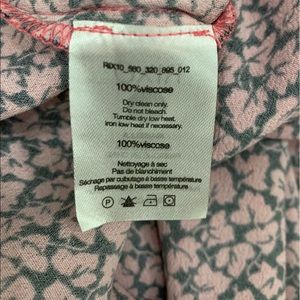 100%viscose
Dry clean only.
Do not bleach.
Tumble dry low heat.
iron low heat if necessary.
100%viscose
Nettoyage à sec
Pas de blanchiment
Séchage par culbutage à basse température
Repassage à basse température
P